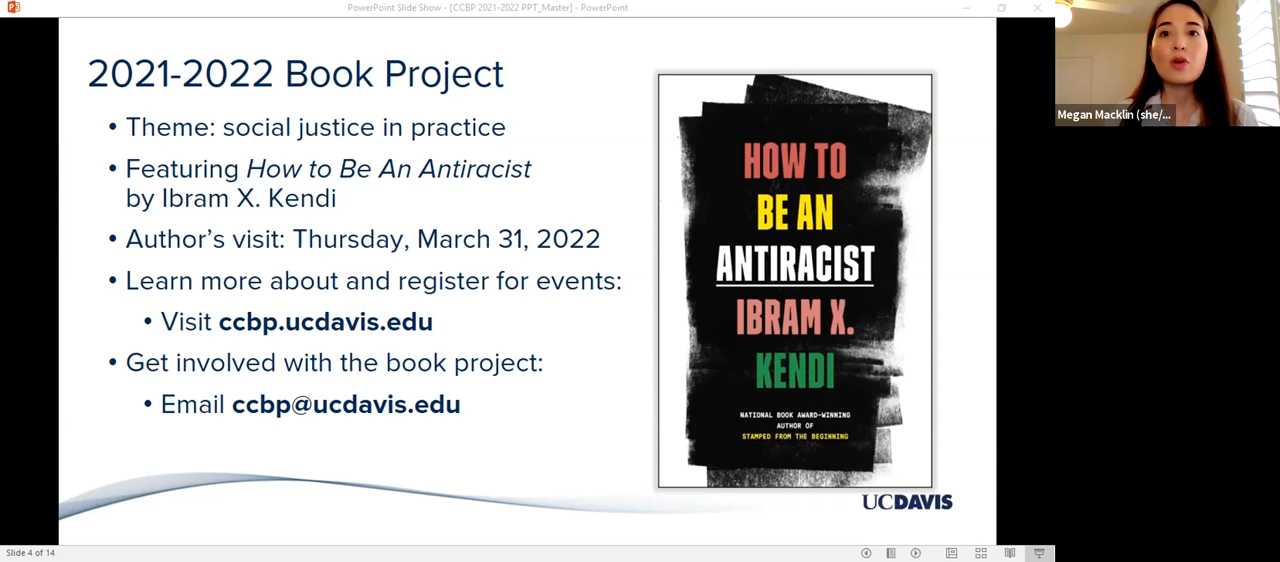 PowerPoint Slide Show - [CCBP 2021-2022 PPT_Master] - PowerPoint
2021-2022 Book Project
• Theme: social justice in practice
• Featuring How to Be An Antiracist
by Ibram X. Kendi
• Author's visit: Thursday, March 31, 2022
• Learn more about and register for events:
• Visit ccbp.ucdavis.edu
• Get involved with the book project:
• Email ccbp@ucdavis.edu
HOW TO
BE AN
ANTIRACIST
IBRAM X.
KENDI
NATIONAL BOOK AWARD-WINNING
AUTHOR OF
STAMPED FROM THE BEGINNING
UCDAVIS
Megan Macklin (she/...
Slide 4 of 14